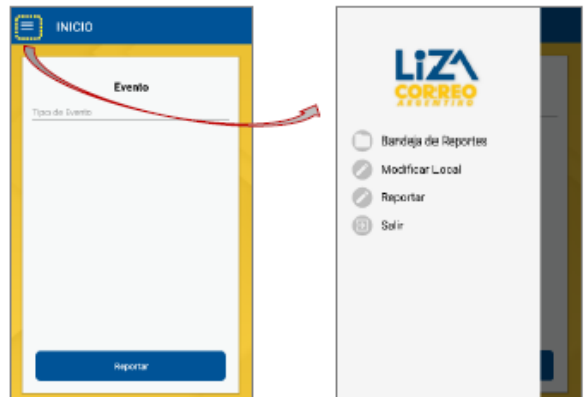 INICIO
Evento
Tipo de Evento
Reportar
LiZA
CORREO
ARGENTINO
Bandeja de Reportes
Modificar Local
Reportar
Salir